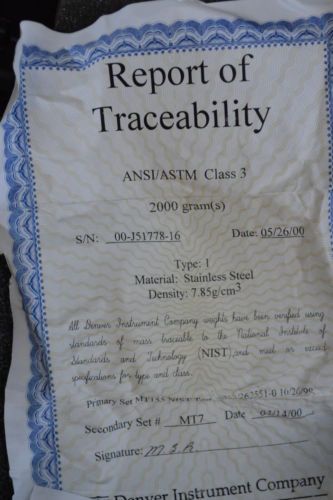 Report of
Traceability
ANSI/ASTM Class 3
2000 gram(s)
S/N: 00-J51778-16 Date: 05/26/00
Type: 1
Material: Stainless Steel
Density: 7.85g/cm3
All Denver Instrument Company weights have been verified using
standards of mass traceable to the National Institute of
Standards and Technology (NIST), and meet or exceed
specifications for type and class.
Primary Set
Secondary Set # MT7 Date
Signature:
Denver Instrument Company